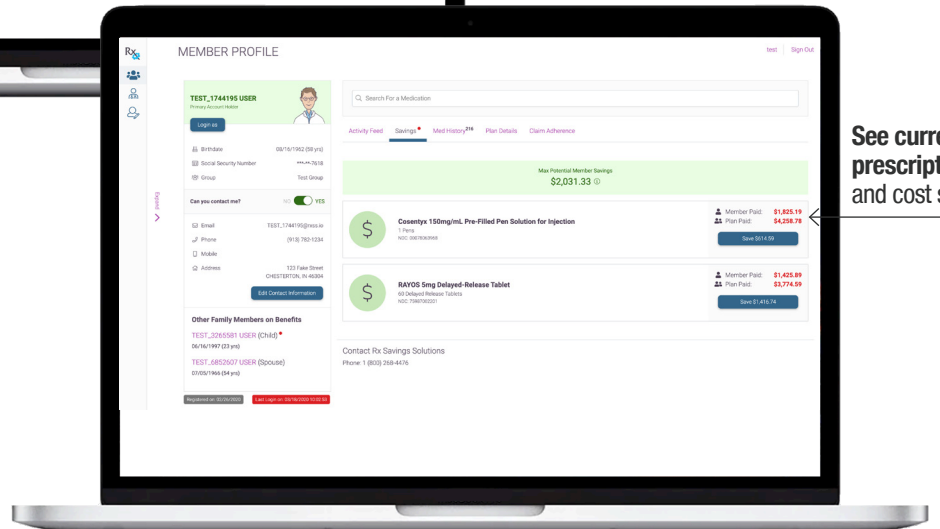 Rx
MEMBER PROFILE
test Sign Out
TEST_1744195 USER
Primary Account Holder
Login as
Birthdate 08/16/1962 (58 yrs)
Social Security Number ***-**-7618
Group Test Group
Can you contact me? NO YES
Email TEST_1744195@rxss.io
Phone (913) 782-1234
Mobile
Address 123 Fake Street
CHESTERTON, IN 46304
Edit Contact Information
Other Family Members on Benefits
TEST_3265581 USER (Child)
06/16/1997 (23 yrs)
TEST_6852607 USER (Spouse)
07/05/1966 (54 yrs)
Expand
Search For a Medication
Activity Feed Savings Med History 216 Plan Details Claim Adherence
Max Potential Member Savings
$2,031.33
$
Cosentyx 150mg/mL Pre-Filled Pen Solution for Injection
1 Pens
Member Paid: $1,825.19
Plan Paid: $4,258.78
Save $614.59
$
RAYOS 5mg Delayed-Release Tablet
60 Delayed Release Tablets
Member Paid: $1,425.89
Plan Paid: $3,774.59
Save $1,416.74
Contact Rx Savings Solutions
Phone: 1 (800) 268-4476
See curre
prescript
and cost s